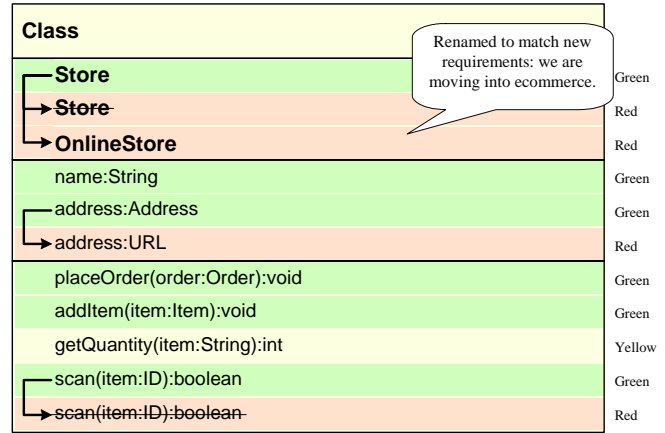 Class
Renamed to match new
requirements: we are
moving into ecommerce.
Store Green
Store Red
OnlineStore Red
name:String Green
address:Address Green
address:URL Red
placeOrder(order:Order):void Green
addItem(item:Item):void Green
getQuantity(item:String):int Yellow
scan(item:ID):boolean Green
scan(item:ID):boolean Red